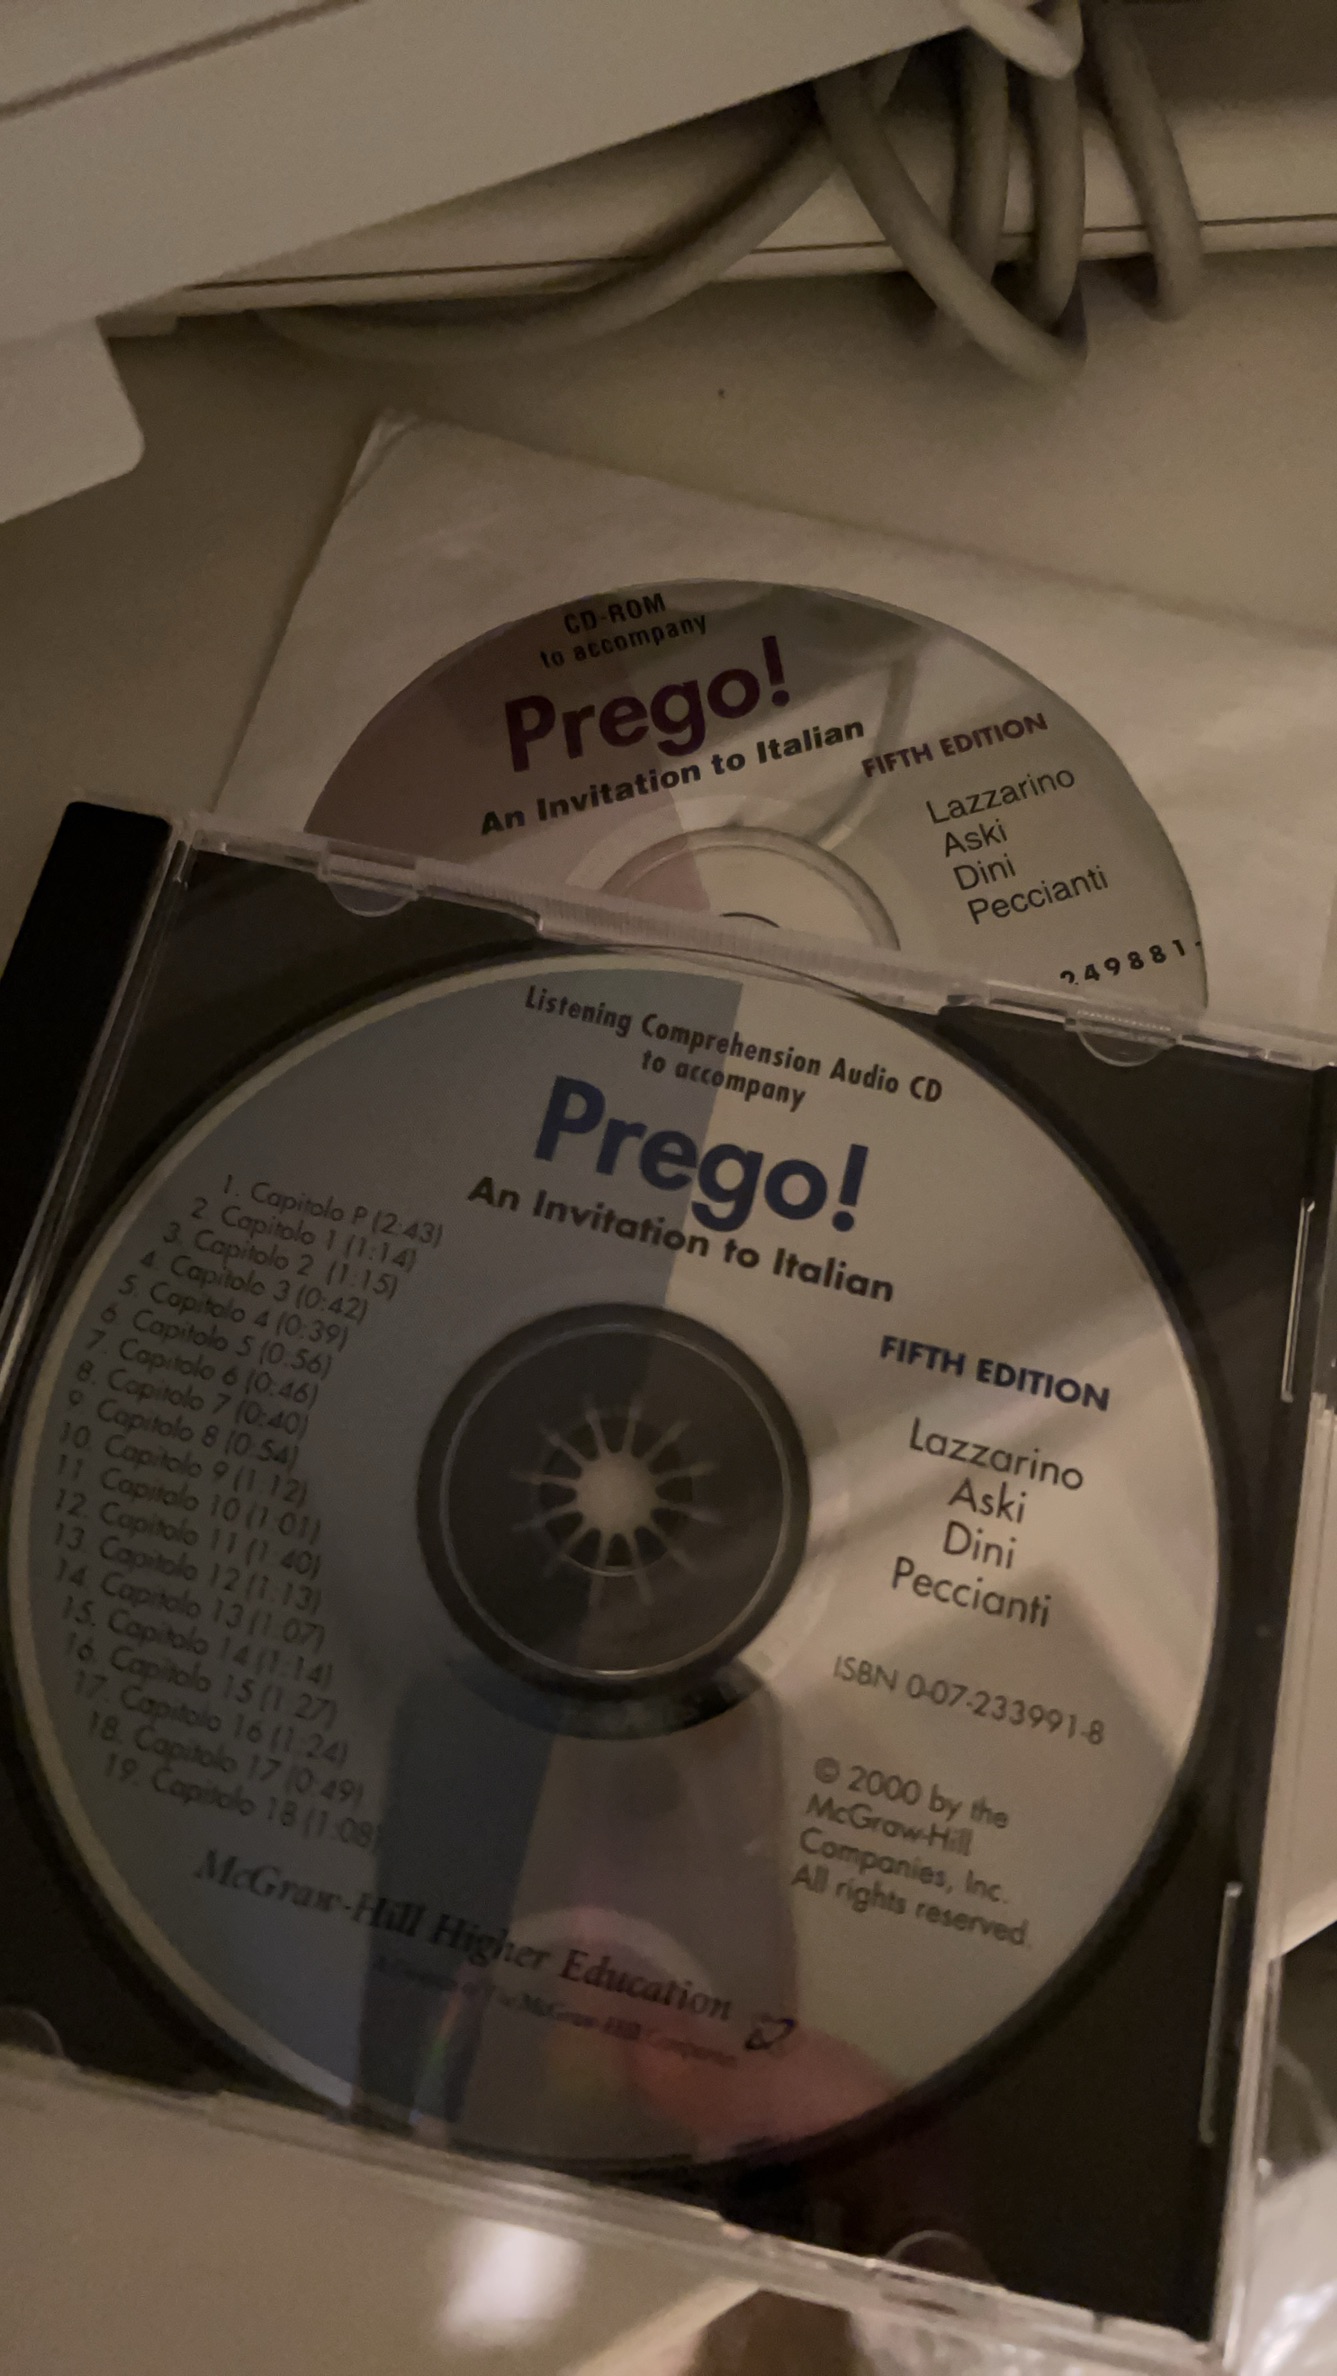 CD-ROM
to accompany
Prego!
An Invitation to Italian
FIFTH EDITION
Lazzarino
Aski
Dini
Peccianti
249881-
Listening Comprehension Audio CD
to accompany
Prego!
An Invitation to Italian
1. Capitolo P (2:43)
2. Capitolo 1 (1:14)
3. Capitolo 2 (1:15)
4. Capitolo 3 (0:42)
5. Capitolo 4 (0:39)
6. Capitolo 5 (0:56)
7. Capitolo 6 (0:46)
8. Capitolo 7 (0:40)
9. Capitolo 8 (0:54)
10. Capitolo 9 (1:12)
11. Capitolo 10 (1:01)
12. Capitolo 11 (1:40)
13. Capitolo 12 (1:13)
14. Capitolo 13 (1:07)
15. Capitolo 14 (1:14)
16. Capitolo 15 (1:27)
17. Capitolo 16 (1:24)
18. Capitolo 17 (0:49)
19. Capitolo 18 (1:08)
FIFTH EDITION
Lazzarino
Aski
Dini
Peccianti
ISBN 0-07-233991-8
© 2000 by the
McGraw-Hill
Companies, Inc.
All rights reserved.
McGraw-Hill Higher Education
A Division of The McGraw-Hill Companies